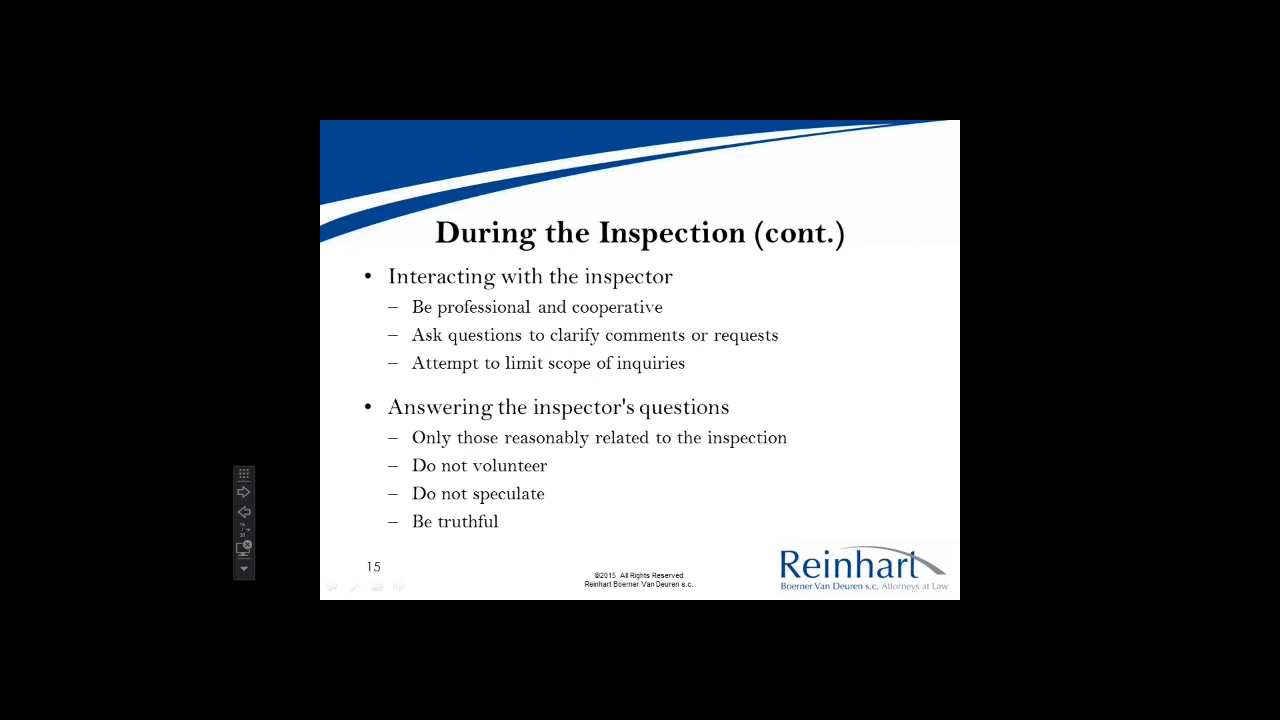 During the Inspection (cont.)
• Interacting with the inspector
– Be professional and cooperative
– Ask questions to clarify comments or requests
– Attempt to limit scope of inquiries
• Answering the inspector's questions
– Only those reasonably related to the inspection
– Do not volunteer
– Do not speculate
– Be truthful
15
©2015 All Rights Reserved
Reinhart Boerner Van Deuren s.c.
Reinhart
Boerner Van Deuren s.c. Attorneys at Law